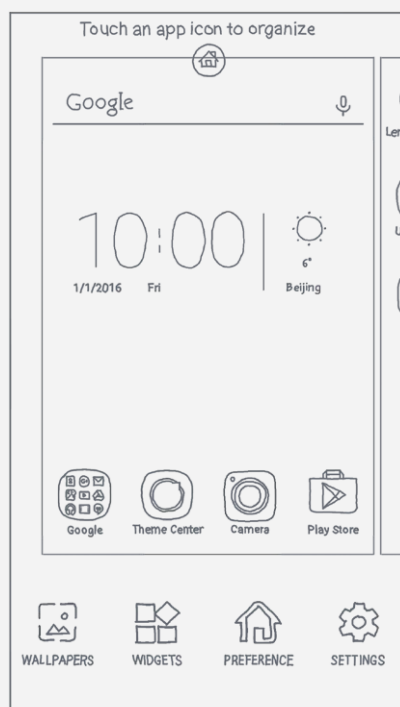 Touch an app icon to organize
Google
10:00
6°
1/1/2016 Fri
Beijing
Google
Theme Center
Camera
Play Store
WALLPAPERS
WIDGETS
PREFERENCE
SETTINGS